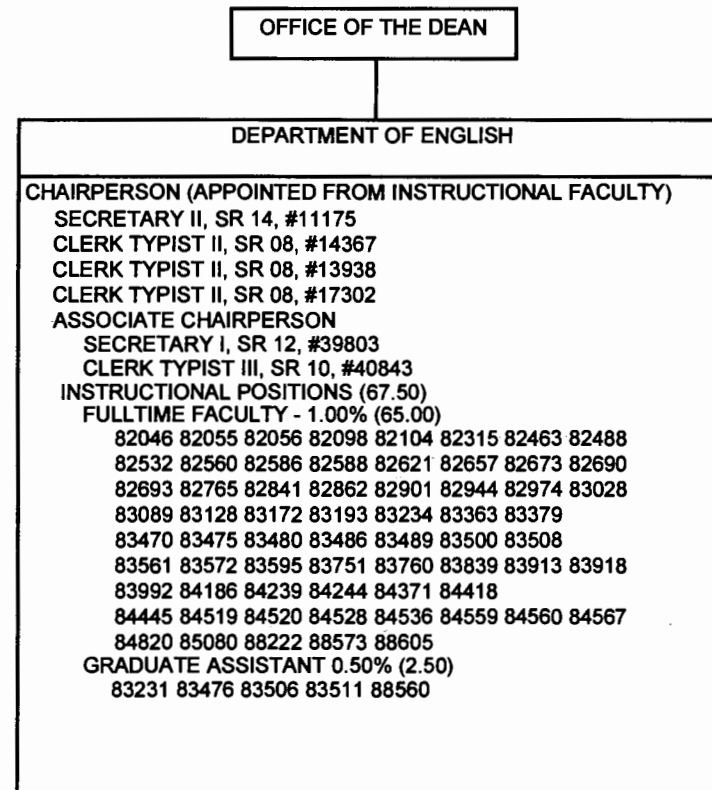 OFFICE OF THE DEAN
DEPARTMENT OF ENGLISH
CHAIRPERSON (APPOINTED FROM INSTRUCTIONAL FACULTY)
SECRETARY II, SR 14, #11175
CLERK TYPIST II, SR 08, #14367
CLERK TYPIST II, SR 08, #13938
CLERK TYPIST II, SR 08, #17302
ASSOCIATE CHAIRPERSON
SECRETARY I, SR 12, #39803
CLERK TYPIST III, SR 10, #40843
INSTRUCTIONAL POSITIONS (67.50)
FULLTIME FACULTY - 1.00% (65.00)
82046 82055 82056 82098 82104 82315 82463 82488
82532 82560 82586 82588 82621 82657 82673 82690
82693 82765 82841 82862 82901 82944 82974 83028
83089 83128 83172 83193 83234 83363 83379
83470 83475 83480 83486 83489 83500 83508
83561 83572 83595 83751 83760 83839 83913 83918
83992 84186 84239 84244 84371 84418
84445 84519 84520 84528 84536 84559 84560 84567
84820 85080 88222 88573 88605
GRADUATE ASSISTANT 0.50% (2.50)
83231 83476 83506 83511 88560